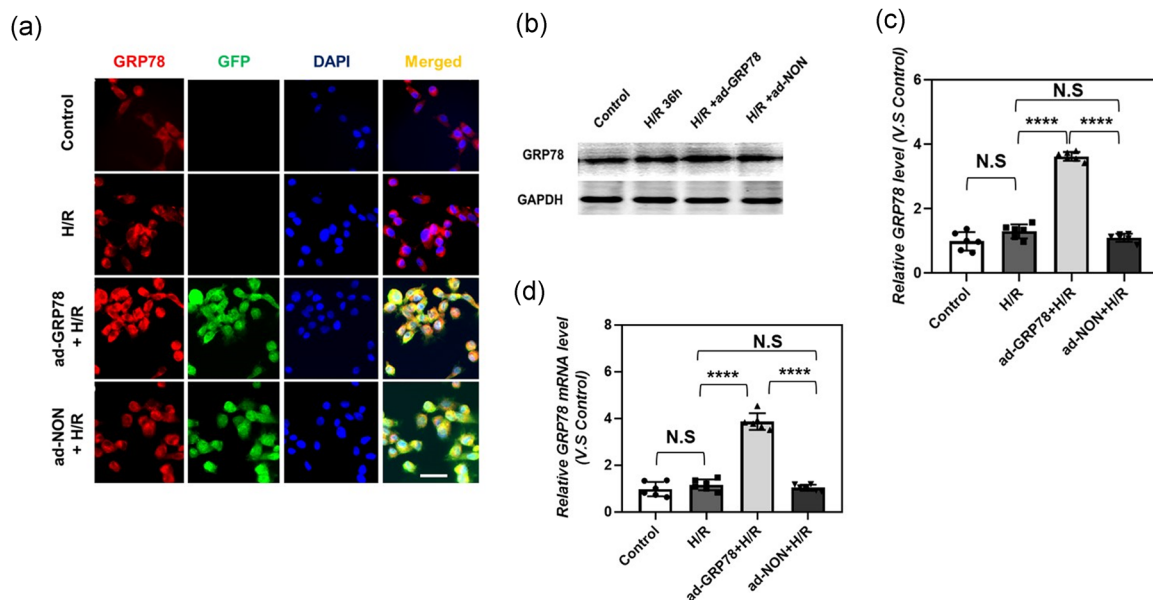 (a)
GRP78 GFP DAPI Merged
Control
H/R
ad-GRP78
+ H/R
ad-NON
+ H/R
(b)
Control
H/R 36h
H/R +ad-GRP78
H/R +ad-NON
GRP78
GAPDH
(c)
Relative GRP78 level (V.S Control)
6
4
2
0
N.S
N.S
**** ****
Control
H/R
ad-GRP78+H/R
ad-NON+H/R
(d)
Relative GRP78 mRNA level
(V.S Control)
8
6
4
2
0
N.S
N.S
**** ****
Control
H/R
ad-GRP78+H/R
ad-NON+H/R